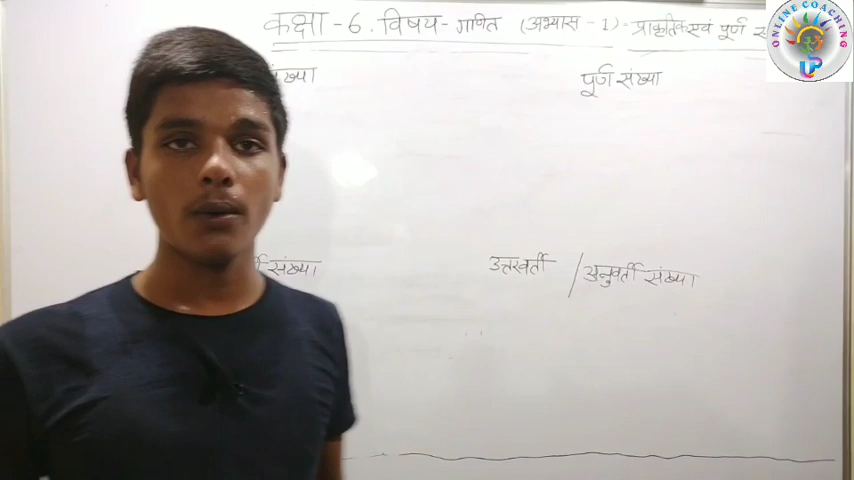 कक्षा - 6. विषय - गणित (अभ्यास - 1) - प्राकृतिक एवं पूर्ण
संख्या
पूर्ण संख्या
संख्या
उत्तरवर्ती / अनुवर्ती संख्या
ONLINE COACHING
UP